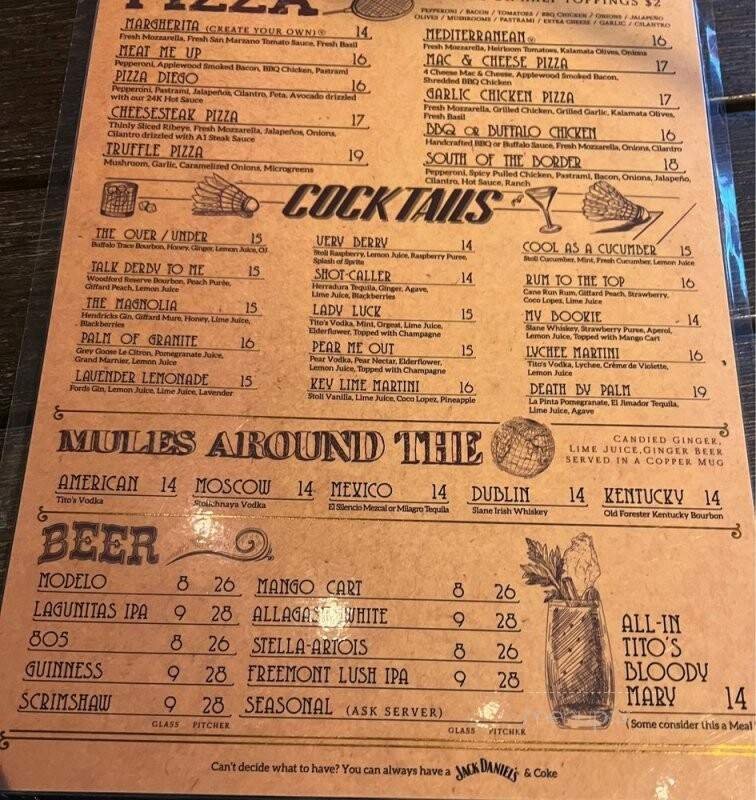 PIZZA
TOPPINGS $2
PEPPERONI / BACON / TOMATOES / BBQ CHICKEN / ONIONS / JALAPENO
OLIVES / MUSHROOMS / PASTRAMI / EXTRA CHEESE / GARLIC / CILANTRO
MARGHERITA (CREATE YOUR OWN) 14
Fresh Mozzarella, Fresh San Marzano Tomato Sauce, Fresh Basil
MEAT ME UP 16
Pepperoni, Applewood Smoked Bacon, BBQ Chicken, Pastrami
PIZZA DIEGO 16
Pepperoni, Pastrami, Jalapeños, Cilantro, Feta, Avocado drizzled
with our 24K Hot Sauce
CHEESESTEAK PIZZA 17
Thinly Sliced Ribeye, Fresh Mozzarella, Jalapeños, Onions,
Cilantro drizzled with A1 Steak Sauce
TRUFFLE PIZZA 19
Mushroom, Garlic, Caramelized Onions, Microgreens
MEDITERRANEAN 16
Fresh Mozzarella, Heirloom Tomatoes, Kalamata Olives, Onions
MAC & CHEESE PIZZA 17
4 Cheese Mac & Cheese, Applewood Smoked Bacon,
Shredded BBQ Chicken
GARLIC CHICKEN PIZZA 17
Fresh Mozzarella, Grilled Chicken, Grilled Garlic, Kalamata Olives,
Fresh Basil
BBQ OR BUFFALO CHICKEN 16
Handcrafted BBQ or Buffalo Sauce, Fresh Mozzarella, Onions, Cilantro
SOUTH OF THE BORDER 18
Pepperoni, Spicy Pulled Chicken, Pastrami, Bacon, Onions, Jalapeño,
Cilantro, Hot Sauce, Ranch
COCKTAILS
THE OVER / UNDER 15
Buffalo Trace Bourbon, Honey, Ginger, Lemon Juice, OJ
TALK DERBY TO ME 15
Woodford Reserve Bourbon, Peach Purée,
Giffard Peach, Lemon Juice
THE MAGNOLIA 15
Hendricks Gin, Giffard Mure, Honey, Lime Juice,
Blackberries
PALM OF GRANITE 16
Grey Goose Le Citron, Pomegranate Juice,
Grand Marnier, Lemon Juice
LAVENDER LEMONADE 15
Fords Gin, Lemon Juice, Lime Juice, Lavender
VERY BERRY 14
Stoli Raspberry, Lemon Juice, Raspberry Puree,
Splash of Sprite
SHOT-CALLER 14
Herradura Tequila, Ginger, Agave,
Lime Juice, Blackberries
LADY LUCK 15
Tito's Vodka, Mint, Orgeat, Lime Juice,
Elderflower, Topped with Champagne
PEAR ME OUT 15
Pear Vodka, Pear Nectar, Elderflower,
Lemon Juice, Topped with Champagne
KEY LIME MARTINI 16
Stoli Vanilla, Lime Juice, Coco Lopez, Pineapple
COOL AS A CUCUMBER 15
Stoli Cucumber, Mint, Fresh Cucumber, Lemon Juice
RUM TO THE TOP 16
Cane Run Rum, Giffard Peach, Strawberry,
Coco Lopes, Lime Juice
MY BOOKIE 14
Slane Whiskey, Strawberry Puree, Aperol,
Lemon Juice, Topped with Mango Cart
LYCHEE MARTINI 16
Tito's Vodka, Lychee, Crème de Violette,
Lemon Juice
DEATH BY PALM 19
La Pinta Pomegranate, El Jimador Tequila,
Lime Juice, Agave
MULES AROUND THE
CANDIED GINGER,
LIME JUICE,GINGER BEER
SERVED IN A COPPER MUG
AMERICAN 14
Tito's Vodka
MOSCOW 14
Stolichnaya Vodka
MEXICO 14
El Silencio Mezcal or Milagro Tequila
DUBLIN 14
Slane Irish Whiskey
KENTUCKY 14
Old Forester Kentucky Bourbon
BEER
MODELO 8 26
LAGUNITAS IPA 9 28
805 8 26
GUINNESS 9 28
SCRIMSHAW 9 28
GLASS PITCHER
MANGO CART 8 26
ALLAGASH WHITE 9 28
STELLA-ARTOIS 8 26
FREEMONT LUSH IPA 9 28
SEASONAL (ASK SERVER)
GLASS PITCHER
ALL-IN
TITO'S
BLOODY
MARY 14
(Some consider this a Meal
Can't decide what to have? You can always have a JACK DANIEL'S & Coke